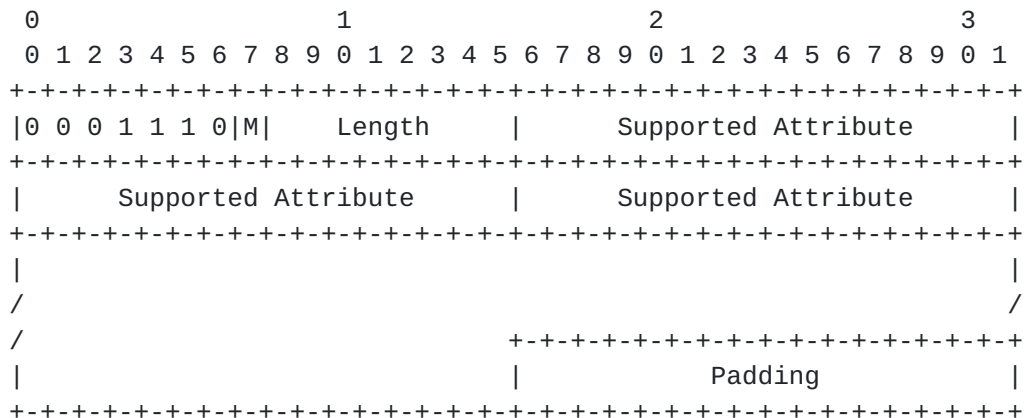 0                   1                   2                   3
 0 1 2 3 4 5 6 7 8 9 0 1 2 3 4 5 6 7 8 9 0 1 2 3 4 5 6 7 8 9 0 1
+-+-+-+-+-+-+-+-+-+-+-+-+-+-+-+-+-+-+-+-+-+-+-+-+-+-+-+-+-+-+-+-+
|0 0 0 1 1 1 0|M|    Length     |      Supported Attribute      |
+-+-+-+-+-+-+-+-+-+-+-+-+-+-+-+-+-+-+-+-+-+-+-+-+-+-+-+-+-+-+-+-+
|      Supported Attribute      |      Supported Attribute      |
+-+-+-+-+-+-+-+-+-+-+-+-+-+-+-+-+-+-+-+-+-+-+-+-+-+-+-+-+-+-+-+-+
|                                                               |
/                                                               /
/                               +-+-+-+-+-+-+-+-+-+-+-+-+-+-+-+-+
|                               |            Padding            |
+-+-+-+-+-+-+-+-+-+-+-+-+-+-+-+-+-+-+-+-+-+-+-+-+-+-+-+-+-+-+-+-+